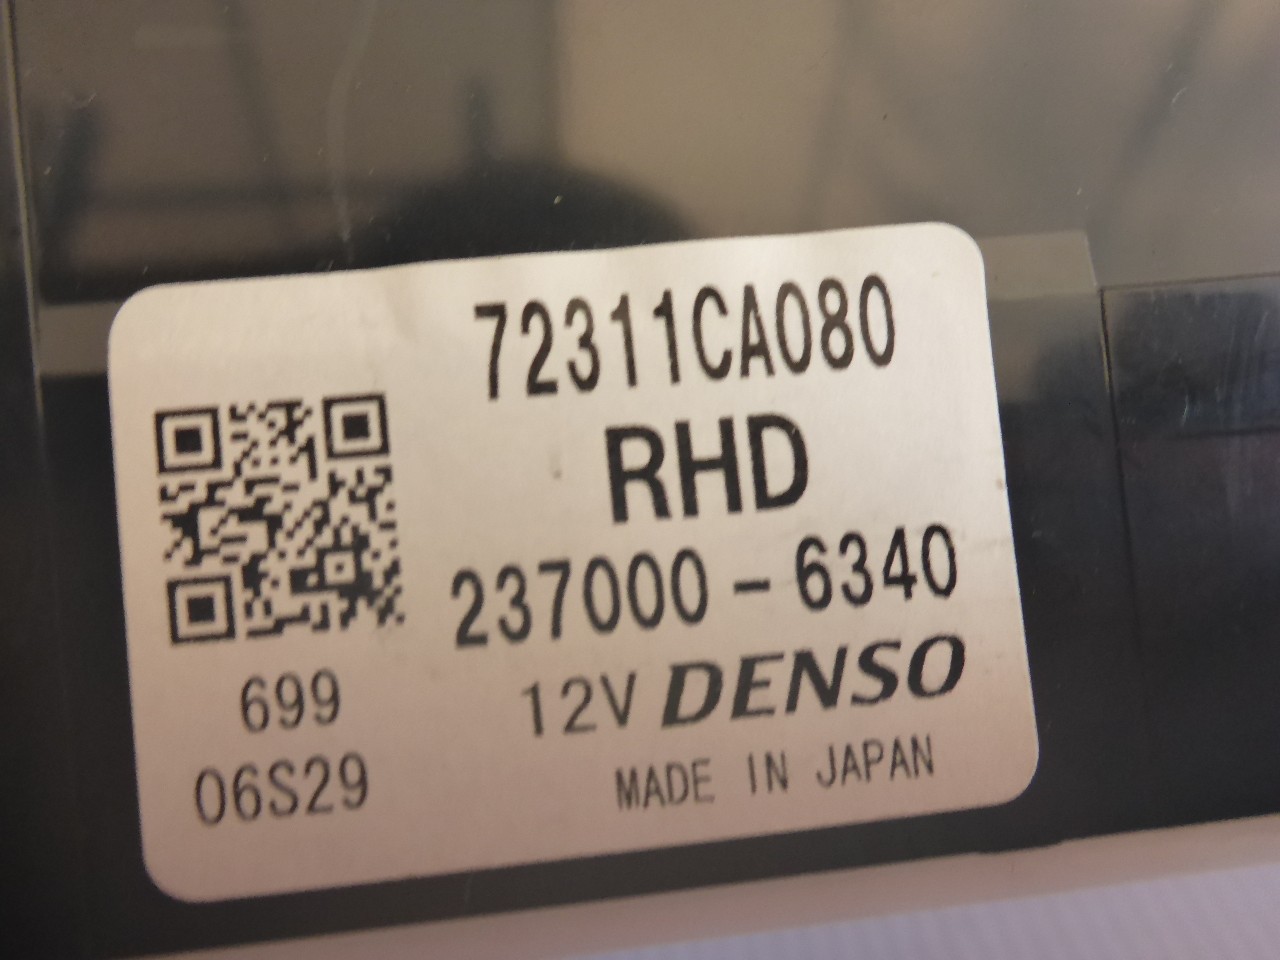 72311CA080
RHD
237000-6340
12V DENSO
MADE IN JAPAN
699
06S29